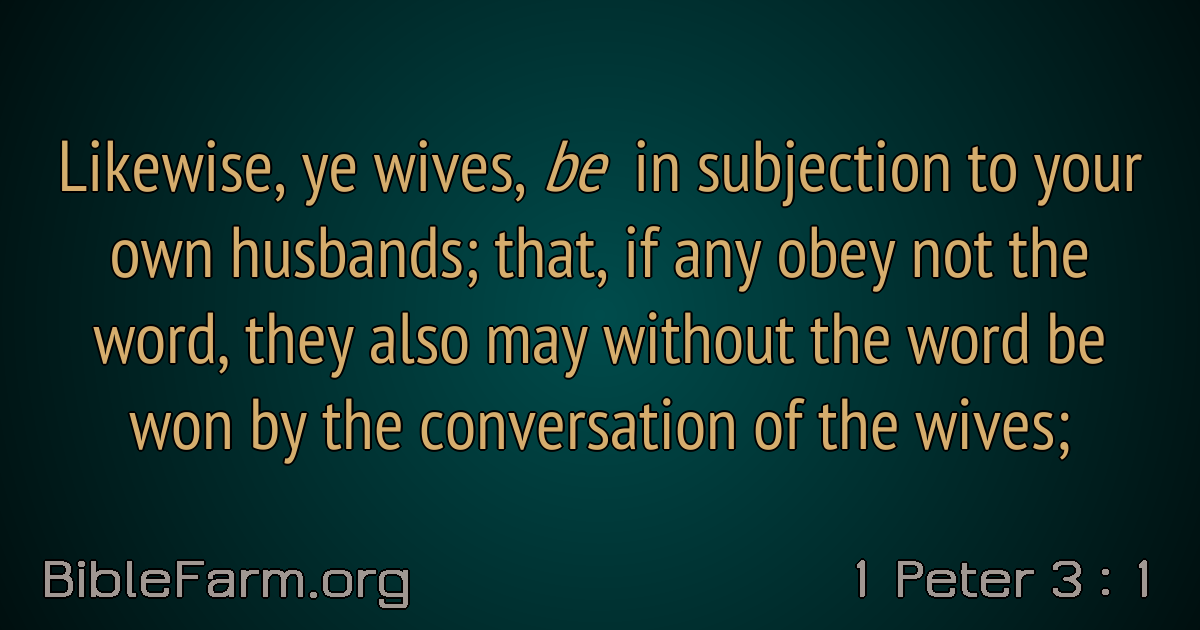 Likewise, ye wives, be in subjection to your
own husbands; that, if any obey not the
word, they also may without the word be
won by the conversation of the wives;
BibleFarm.org
1 Peter 3 : 1